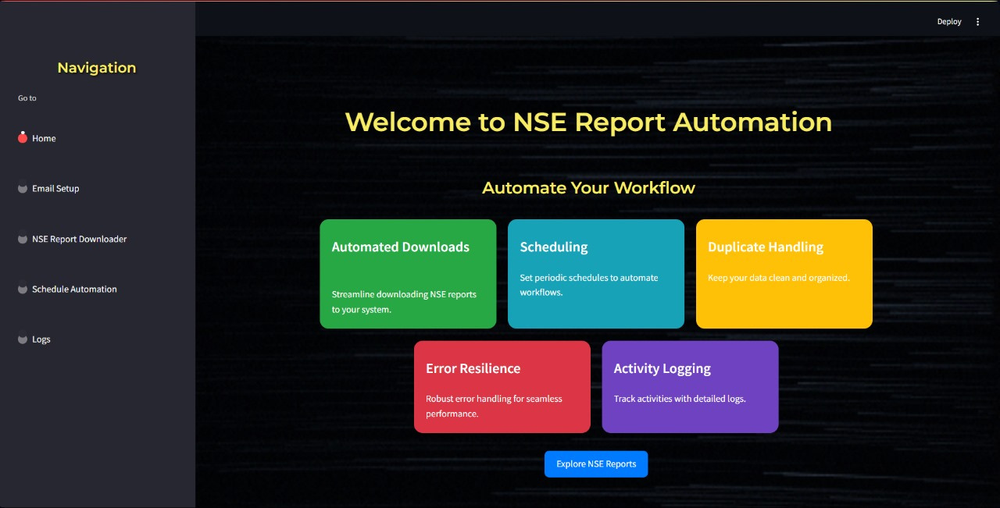 Deploy
Navigation
Go to
Home
Email Setup
NSE Report Downloader
Schedule Automation
Logs
Welcome to NSE Report Automation
Automate Your Workflow
Automated Downloads
Streamline downloading NSE reports
to your system.
Scheduling
Set periodic schedules to automate
workflows.
Duplicate Handling
Keep your data clean and organized.
Error Resilience
Robust error handling for seamless
performance.
Activity Logging
Track activities with detailed logs.
Explore NSE Reports